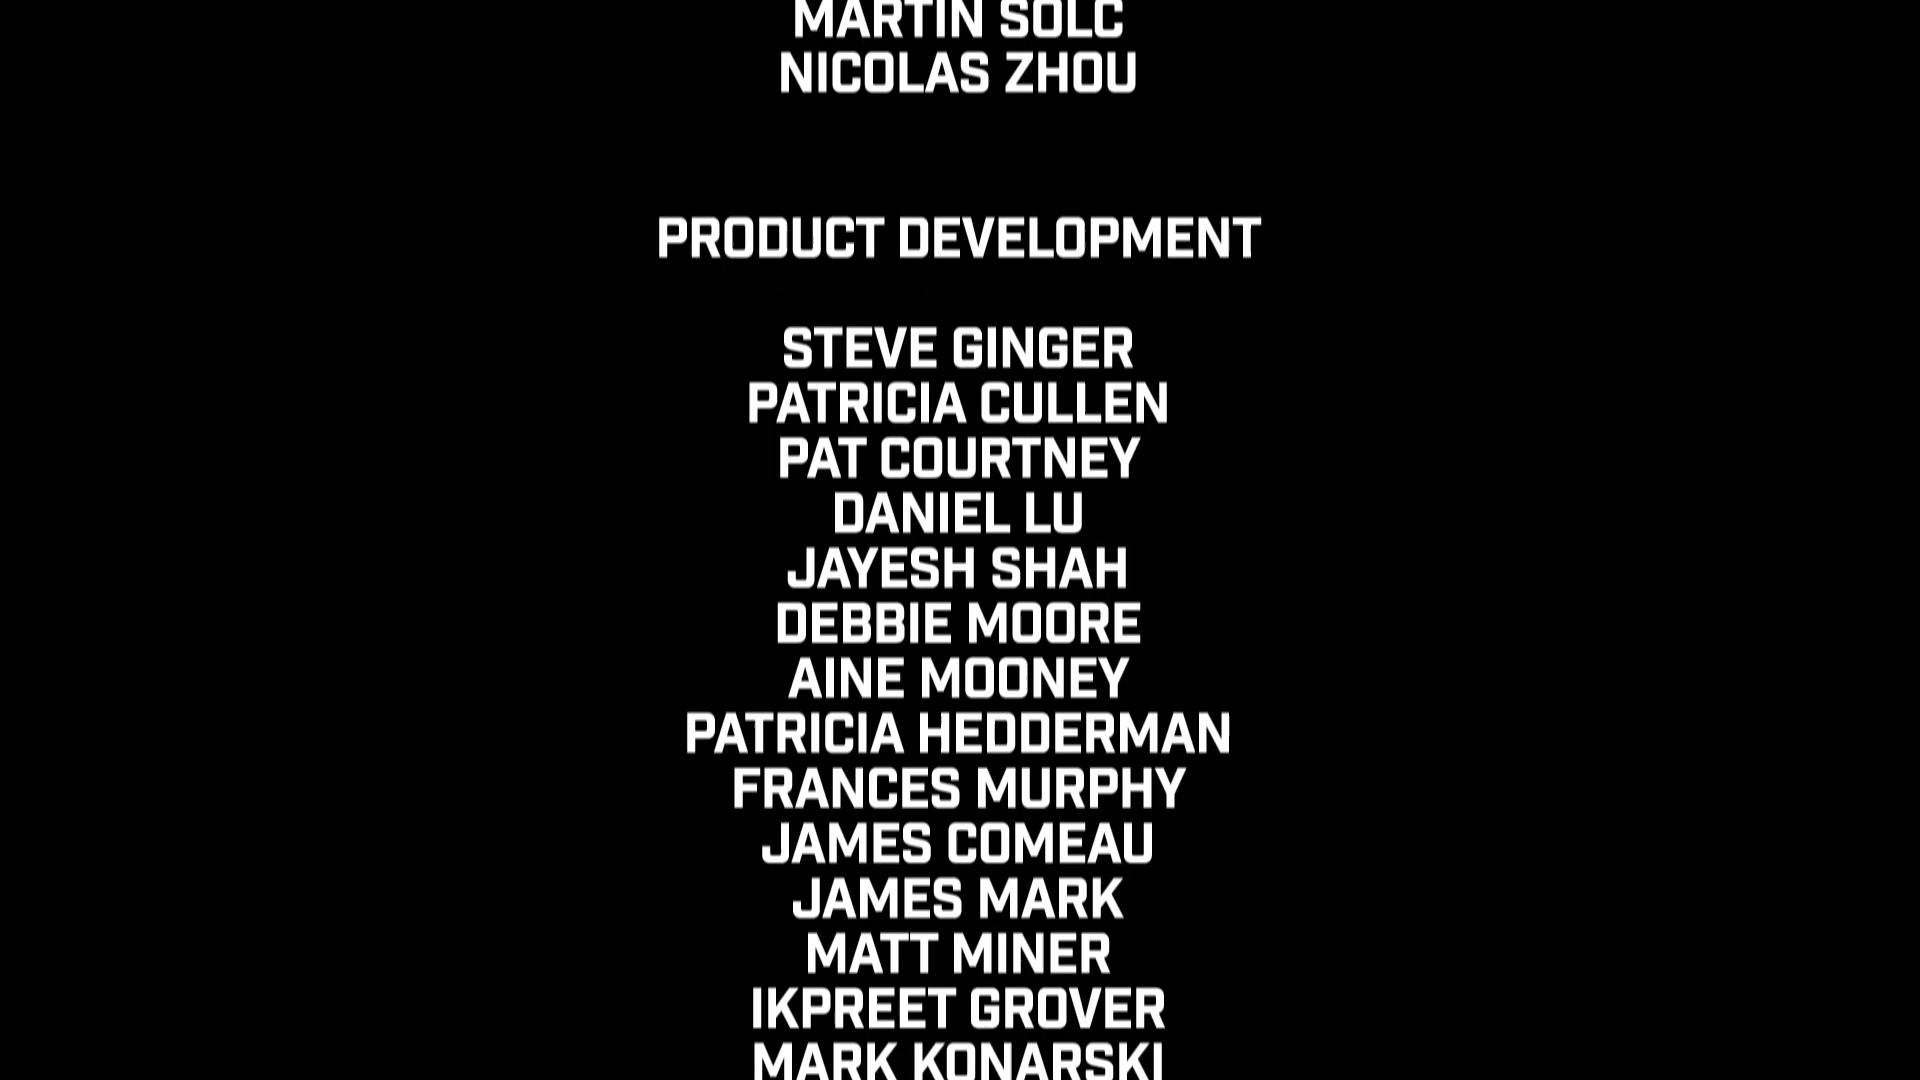 MARTIN SOLC
NICOLAS ZHOU
PRODUCT DEVELOPMENT
STEVE GINGER
PATRICIA CULLEN
PAT COURTNEY
DANIEL LU
JAYESH SHAH
DEBBIE MOORE
AINE MOONEY
PATRICIA HEDDERMAN
FRANCES MURPHY
JAMES COMEAU
JAMES MARK
MATT MINER
IKPREET GROVER
MARK KONARSKI